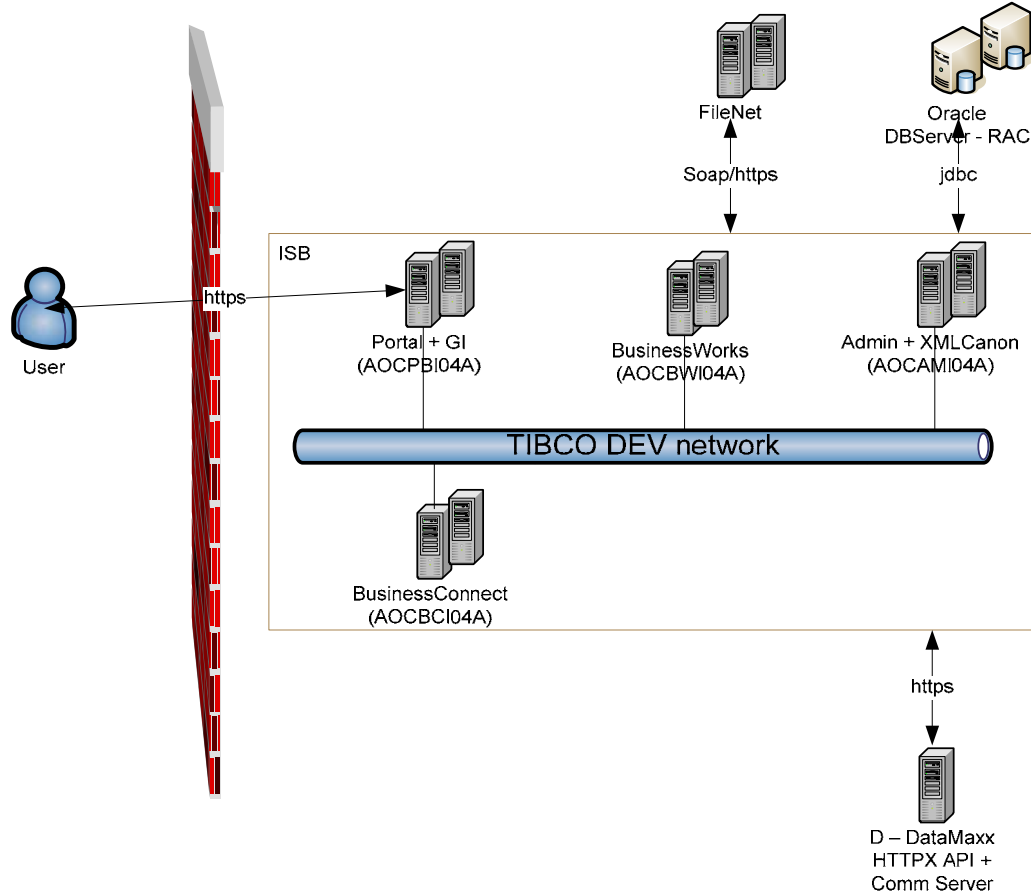 FileNet
Oracle
DBServer - RAC
Soap/https
jdbc
ISB
https
User
Portal + GI
(AOCPBI04A)
BusinessWorks
(AOCBWI04A)
Admin + XMLCanon
(AOCAMI04A)
TIBCO DEV network
BusinessConnect
(AOCBCI04A)
https
D – DataMaxx
HTTPX API +
Comm Server